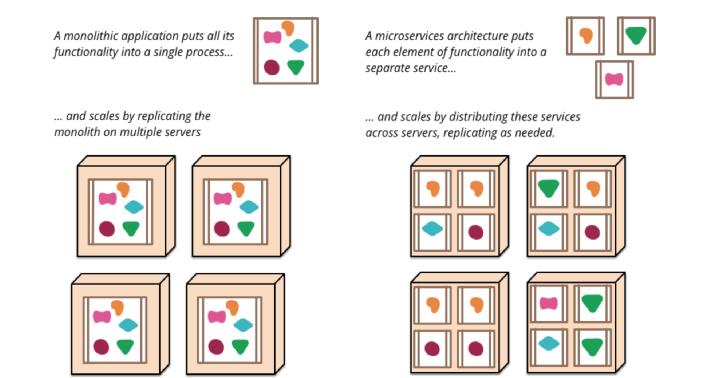 A monolithic application puts all its
functionality into a single process...
... and scales by replicating the
monolith on multiple servers
A microservices architecture puts
each element of functionality into a
separate service...
... and scales by distributing these services
across servers, replicating as needed.